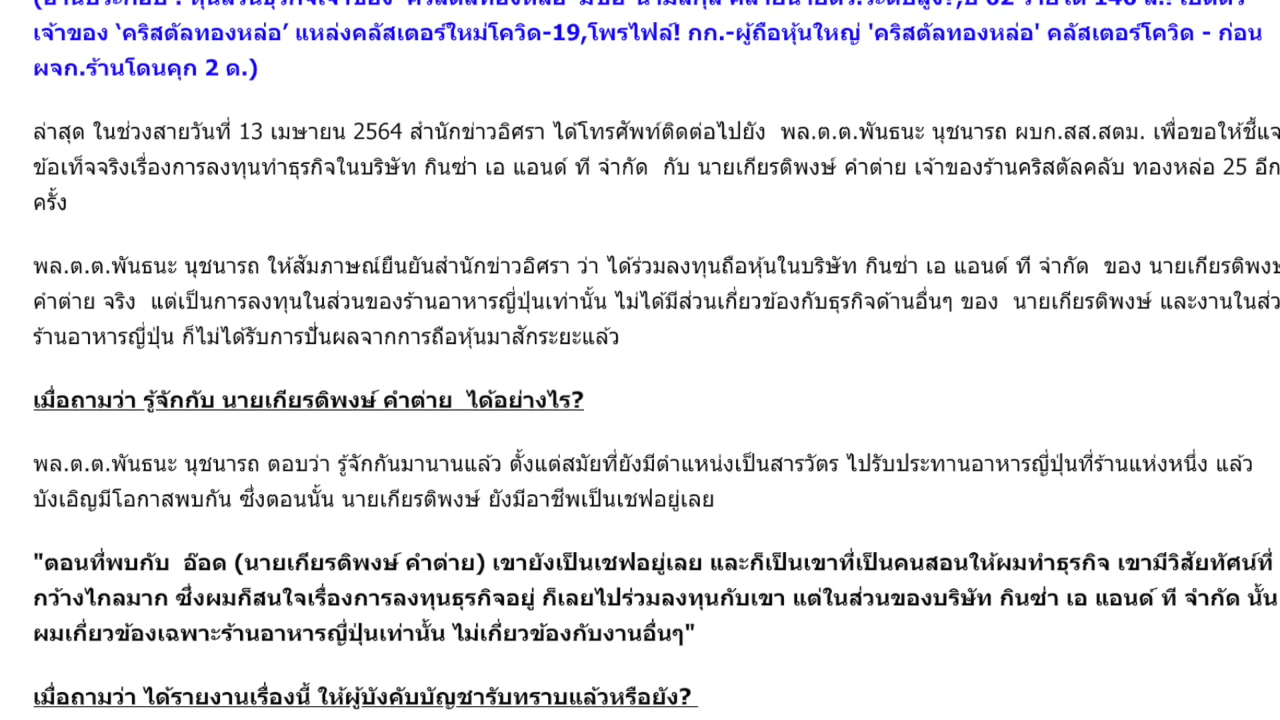 เจ้าของ ‘คริสตัลทองหล่อ’ แหล่งคลัสเตอร์ใหม่โควิด-19,โพรไฟล์! กก.-ผู้ถือหุ้นใหญ่ 'คริสตัลทองหล่อ' คลัสเตอร์โควิด - ก่อน
ผจก.ร้านโดนคุก 2 ด.)
ล่าสุด ในช่วงสายวันที่ 13 เมษายน 2564 สำนักข่าวอิศรา ได้โทรศัพท์ติดต่อไปยัง พล.ต.ต.พันธนะ นุชนารถ ผบก.สส.สตม. เพื่อขอให้ชี้แจ
ข้อเท็จจริงเรื่องการลงทุนทำธุรกิจในบริษัท กินซ่า เอ แอนด์ ที จำกัด กับ นายเกียรติพงษ์ คำต่าย เจ้าของร้านคริสตัลคลับ ทองหล่อ 25 อีก
ครั้ง
พล.ต.ต.พันธนะ นุชนารถ ให้สัมภาษณ์ยืนยันสำนักข่าวอิศรา ว่า ได้ร่วมลงทุนถือหุ้นในบริษัท กินซ่า เอ แอนด์ ที จำกัด ของ นายเกียรติพงษ์
คำต่าย จริง แต่เป็นการลงทุนในส่วนของร้านอาหารญี่ปุ่นเท่านั้น ไม่ได้มีส่วนเกี่ยวข้องกับธุรกิจด้านอื่นๆ ของ นายเกียรติพงษ์ และงานในส่ว
ร้านอาหารญี่ปุ่น ก็ไม่ได้รับการปันผลจากการถือหุ้นมาสักระยะแล้ว
เมื่อถามว่า รู้จักกับ นายเกียรติพงษ์ คำต่าย ได้อย่างไร?
พล.ต.ต.พันธนะ นุชนารถ ตอบว่า รู้จักกันมานานแล้ว ตั้งแต่สมัยที่ยังมีตำแหน่งเป็นสารวัตร ไปรับประทานอาหารญี่ปุ่นที่ร้านแห่งหนึ่ง แล้ว
บังเอิญมีโอกาสพบกัน ซึ่งตอนนั้น นายเกียรติพงษ์ ยังมีอาชีพเป็นเชฟอยู่เลย
"ตอนที่พบกับ อ๊อด (นายเกียรติพงษ์ คำต่าย) เขายังเป็นเชฟอยู่เลย และก็เป็นเขาที่เป็นคนสอนให้ผมทำธุรกิจ เขามีวิสัยทัศน์ที่
กว้างไกลมาก ซึ่งผมก็สนใจเรื่องการลงทุนธุรกิจอยู่ ก็เลยไปร่วมลงทุนกับเขา แต่ในส่วนของบริษัท กินซ่า เอ แอนด์ ที จำกัด นั้น
ผมเกี่ยวข้องเฉพาะร้านอาหารญี่ปุ่นเท่านั้น ไม่เกี่ยวข้องกับงานอื่นๆ"
เมื่อถามว่า ได้รายงานเรื่องนี้ ให้ผู้บังคับบัญชารับทราบแล้วหรือยัง?